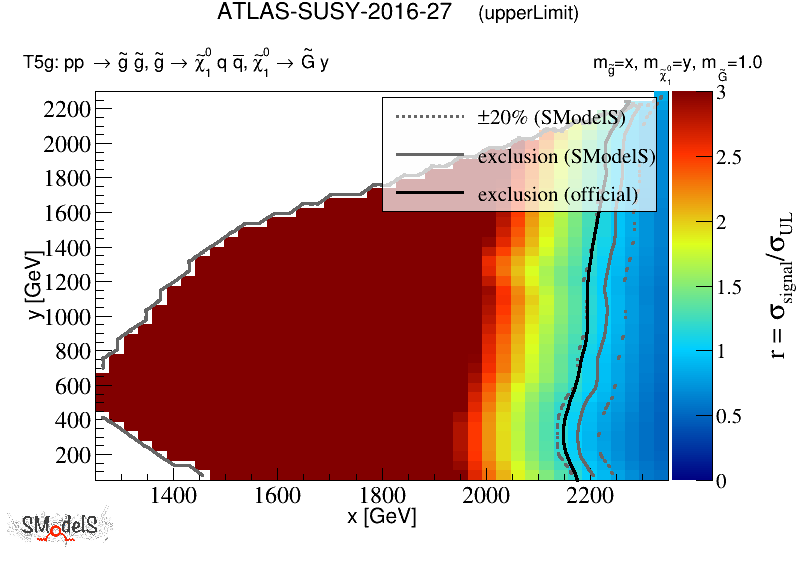 ATLAS-SUSY-2016-27 (upperLimit)
T5g: pp → g̃ g̃, g̃ → χ̃₁⁰ q q̅, χ̃₁⁰ → G̃ γ
m_g̃=x, m_χ̃₁⁰=y, m_G̃=1.0
±20% (SModelS)
exclusion (SModelS)
exclusion (official)
2200
2000
1800
1600
1400
1200
1000
800
600
400
200
y [GeV]
1400 1600 1800 2000 2200
x [GeV]
3
2.5
2
1.5
1
0.5
0
r = σ_signal/σ_UL
SModelS